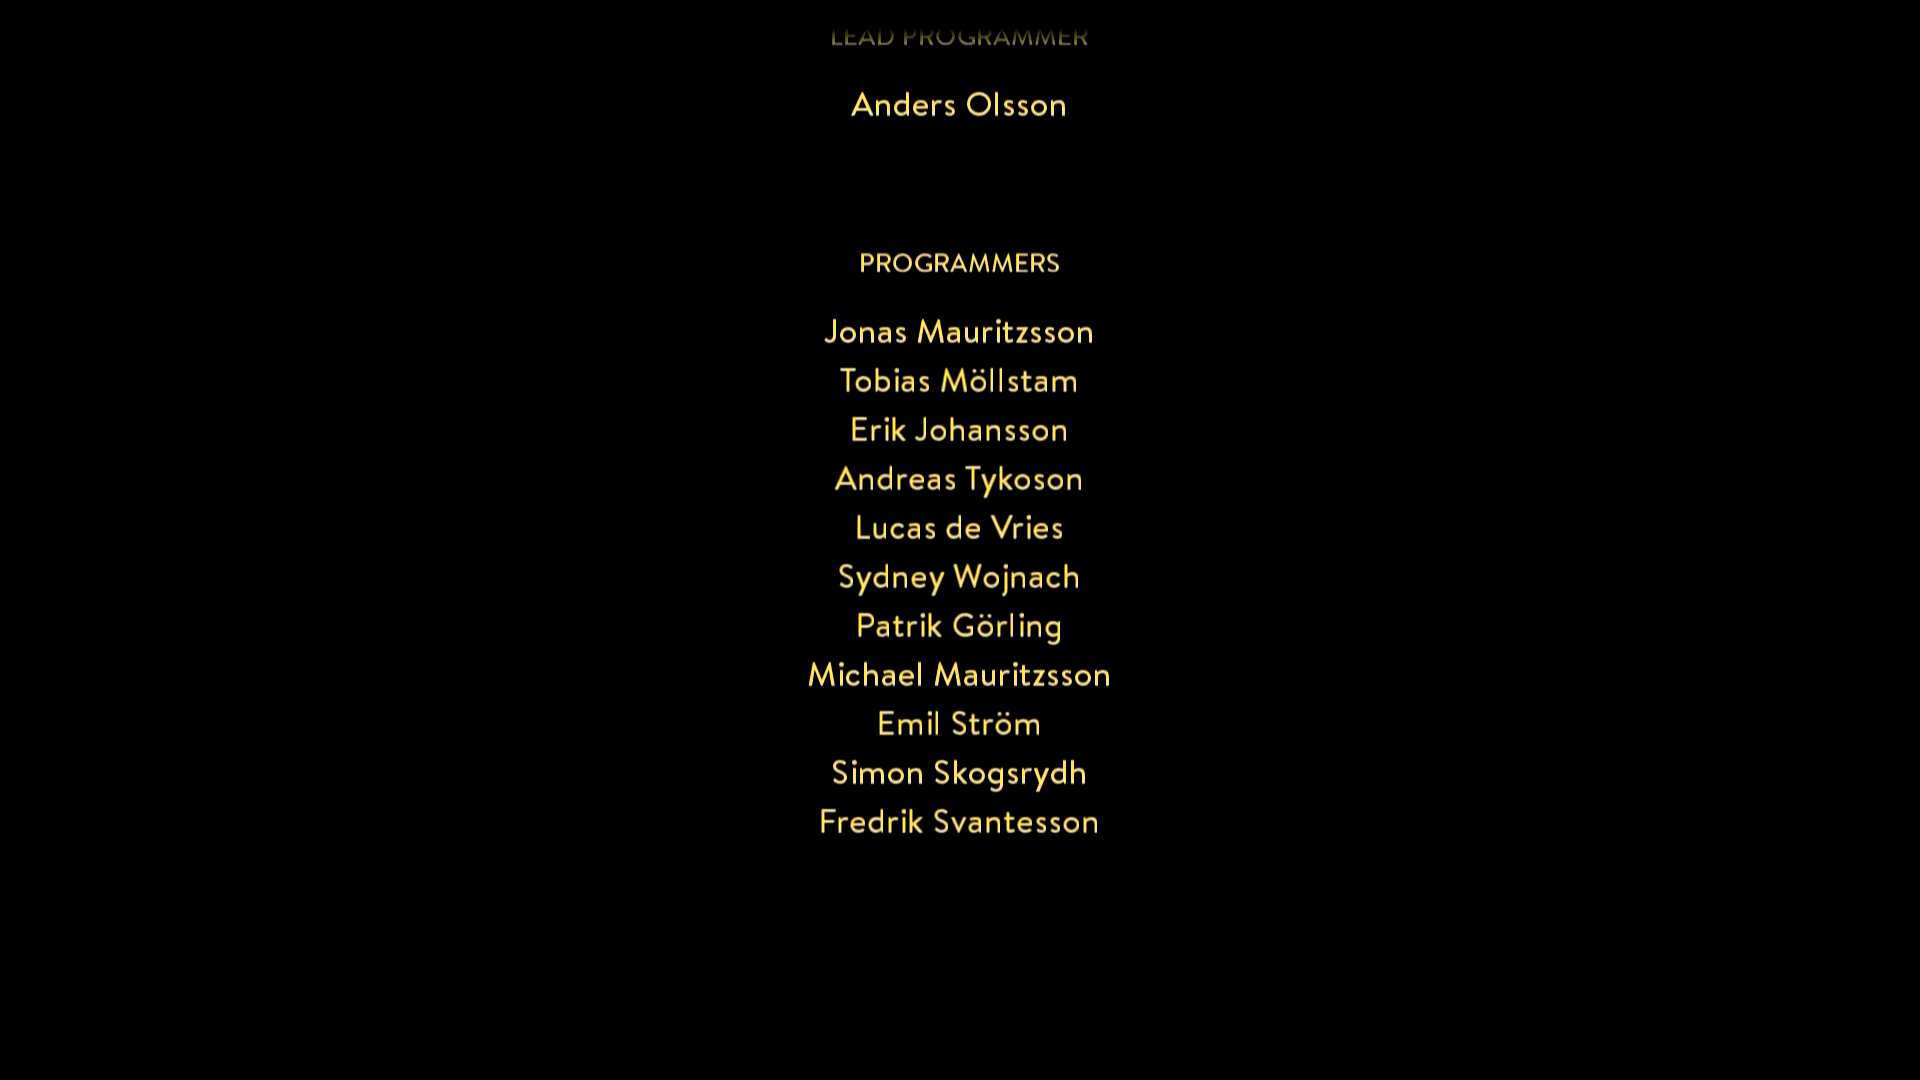 LEAD PROGRAMMER
Anders Olsson
PROGRAMMERS
Jonas Mauritzsson
Tobias Möllstam
Erik Johansson
Andreas Tykoson
Lucas de Vries
Sydney Wojnach
Patrik Görling
Michael Mauritzsson
Emil Ström
Simon Skogsrydh
Fredrik Svantesson